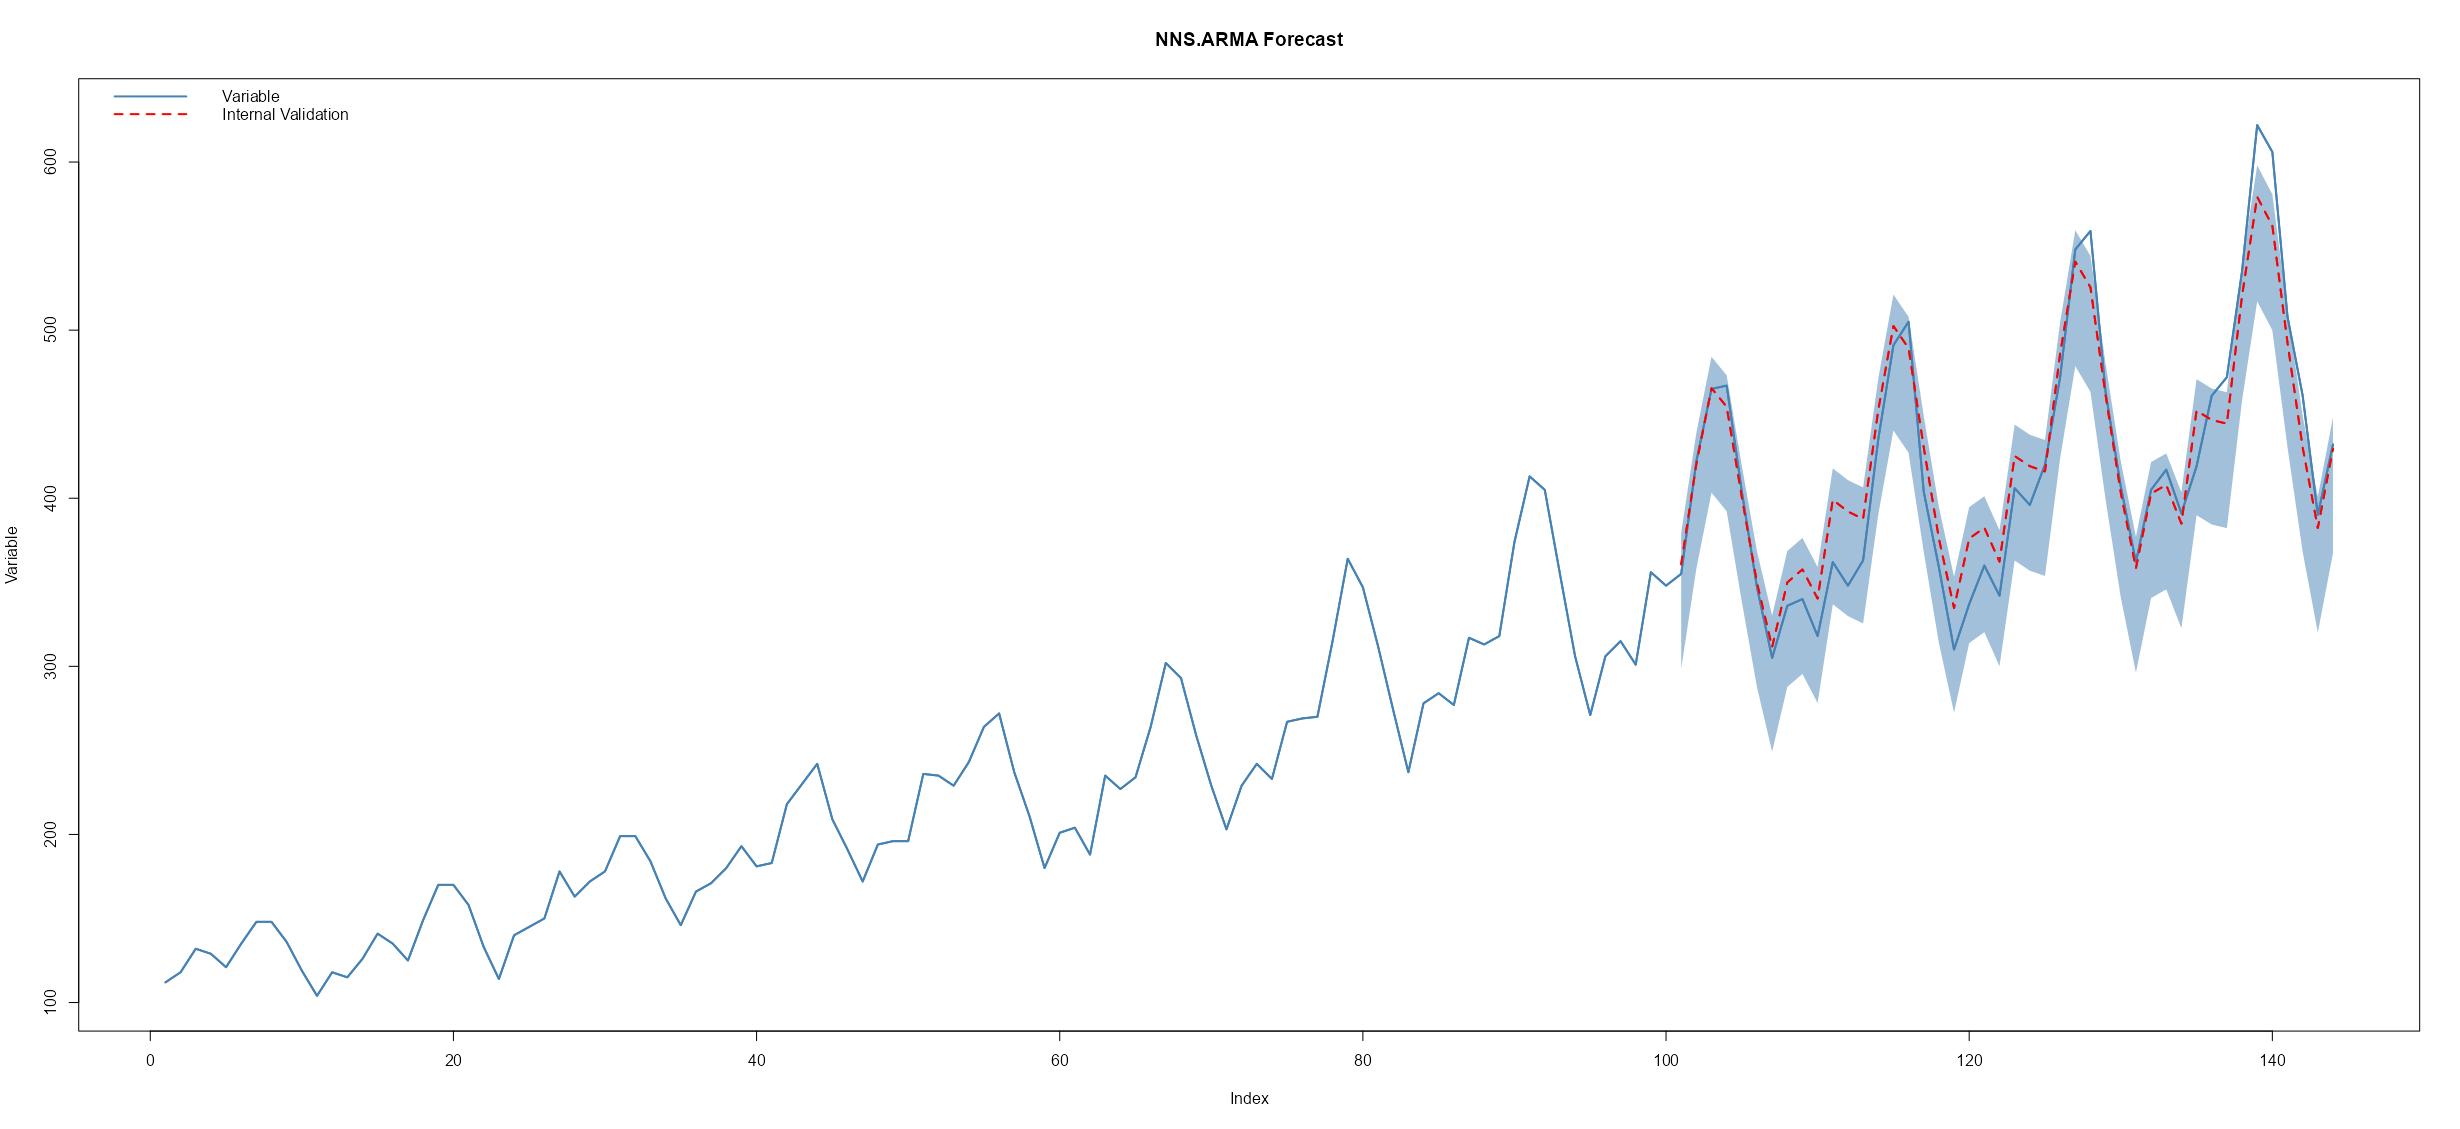 NNS.ARMA Forecast
Variable
Internal Validation
600
500
400
300
200
100
Variable
0 20 40 60 80 100 120 140
Index